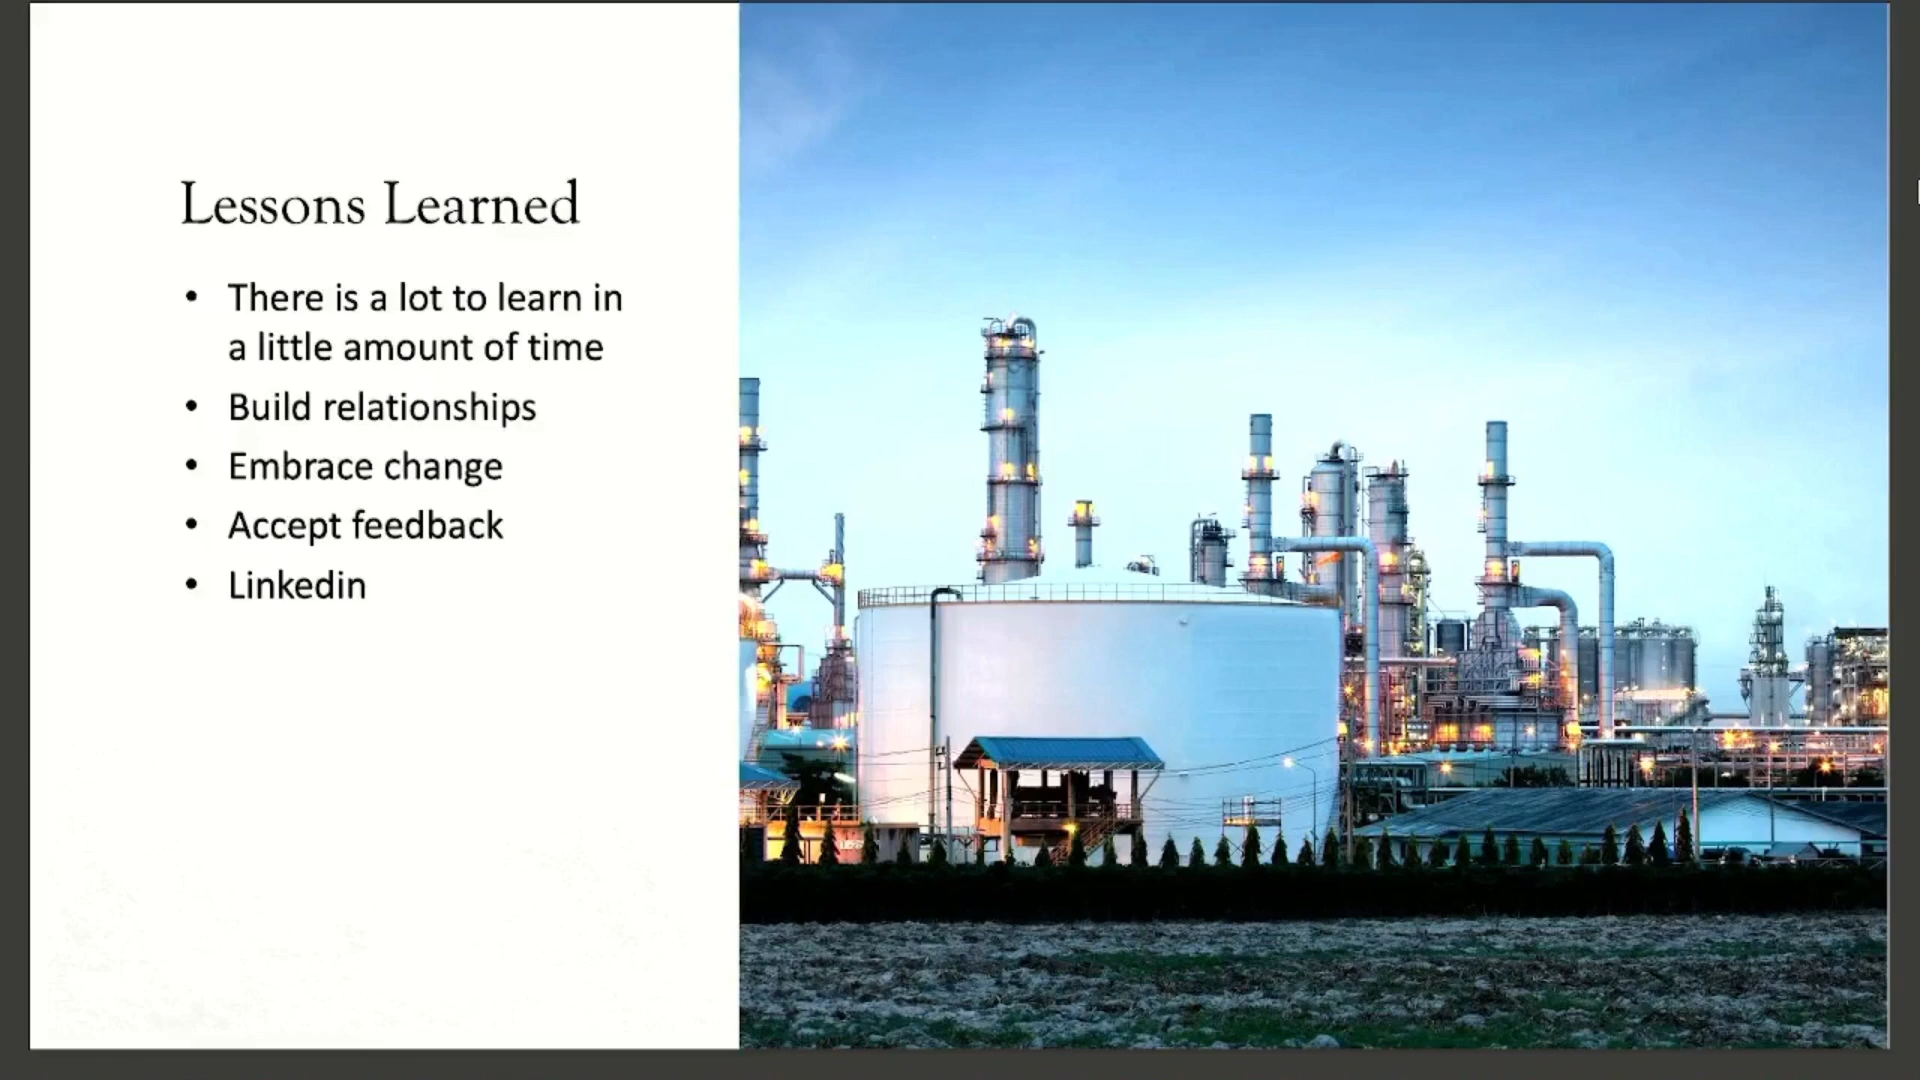 Lessons Learned
• There is a lot to learn in
a little amount of time
• Build relationships
• Embrace change
• Accept feedback
• Linkedin